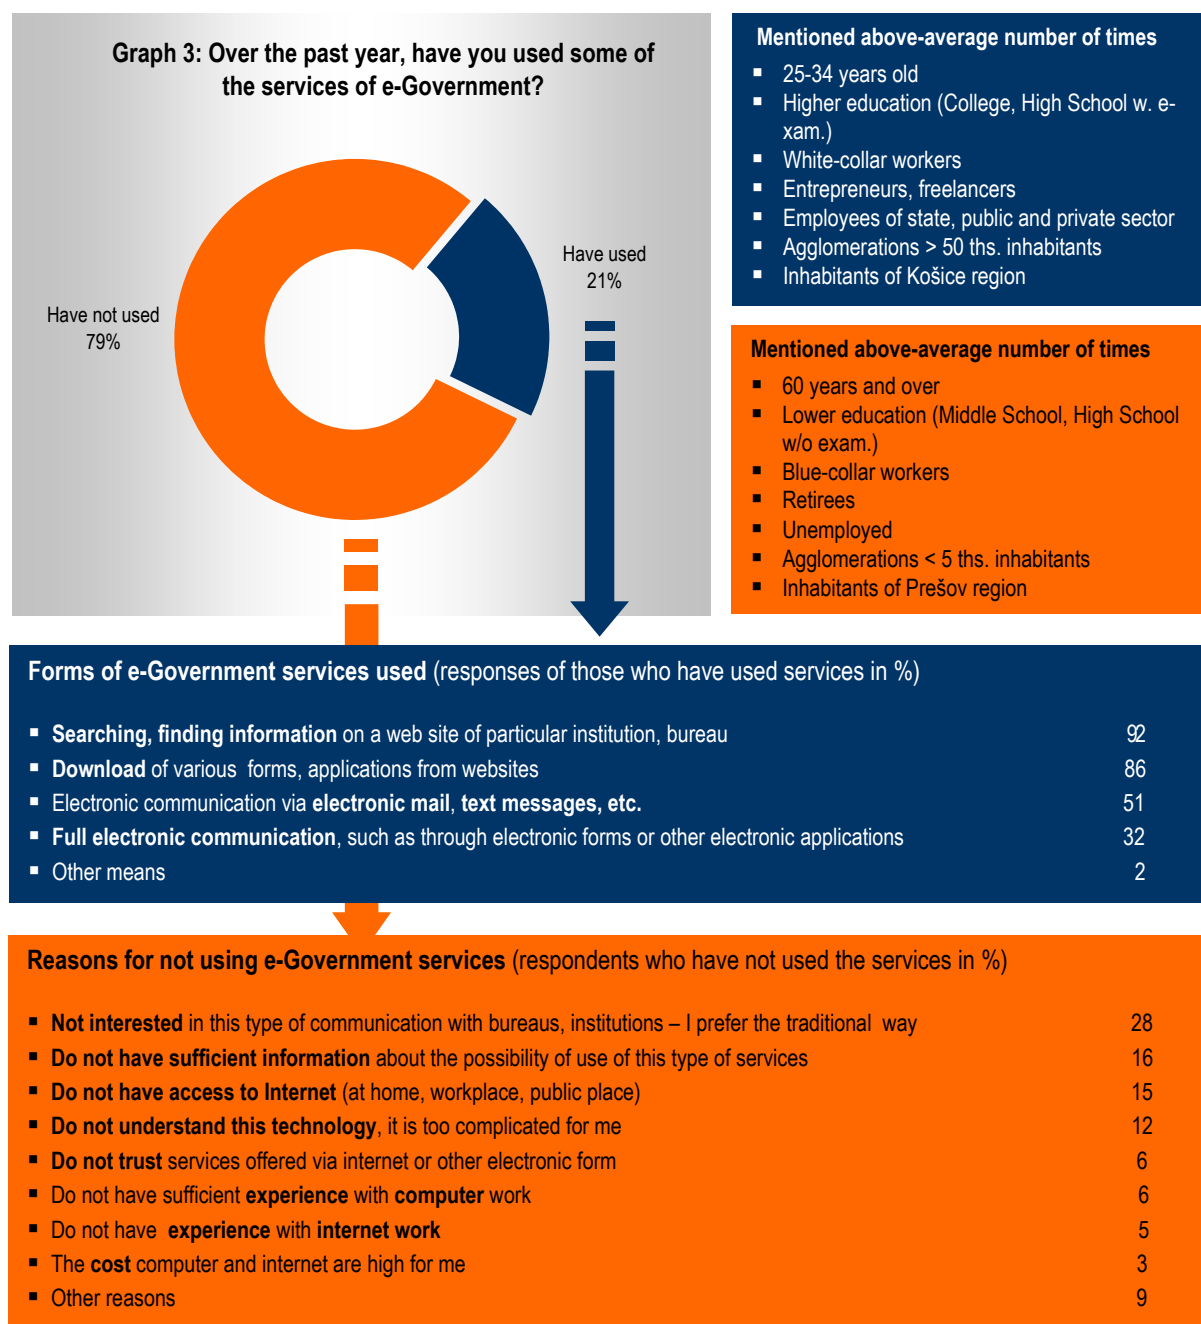 Graph 3: Over the past year, have you used some of
the services of e-Government?
Have not used
79%
Have used
21%
Mentioned above-average number of times
▪ 25-34 years old
▪ Higher education (College, High School w. e-
xam.)
▪ White-collar workers
▪ Entrepreneurs, freelancers
▪ Employees of state, public and private sector
▪ Agglomerations > 50 ths. inhabitants
▪ Inhabitants of Košice region
Mentioned above-average number of times
▪ 60 years and over
▪ Lower education (Middle School, High School
w/o exam.)
▪ Blue-collar workers
▪ Retirees
▪ Unemployed
▪ Agglomerations < 5 ths. inhabitants
▪ Inhabitants of Prešov region
Forms of e-Government services used (responses of those who have used services in %)
▪ Searching, finding information on a web site of particular institution, bureau 92
▪ Download of various forms, applications from websites 86
▪ Electronic communication via electronic mail, text messages, etc. 51
▪ Full electronic communication, such as through electronic forms or other electronic applications 32
▪ Other means 2
Reasons for not using e-Government services (respondents who have not used the services in %)
▪ Not interested in this type of communication with bureaus, institutions – I prefer the traditional way 28
▪ Do not have sufficient information about the possibility of use of this type of services 16
▪ Do not have access to Internet (at home, workplace, public place) 15
▪ Do not understand this technology, it is too complicated for me 12
▪ Do not trust services offered via internet or other electronic form 6
▪ Do not have sufficient experience with computer work 6
▪ Do not have experience with internet work 5
▪ The cost computer and internet are high for me 3
▪ Other reasons 9